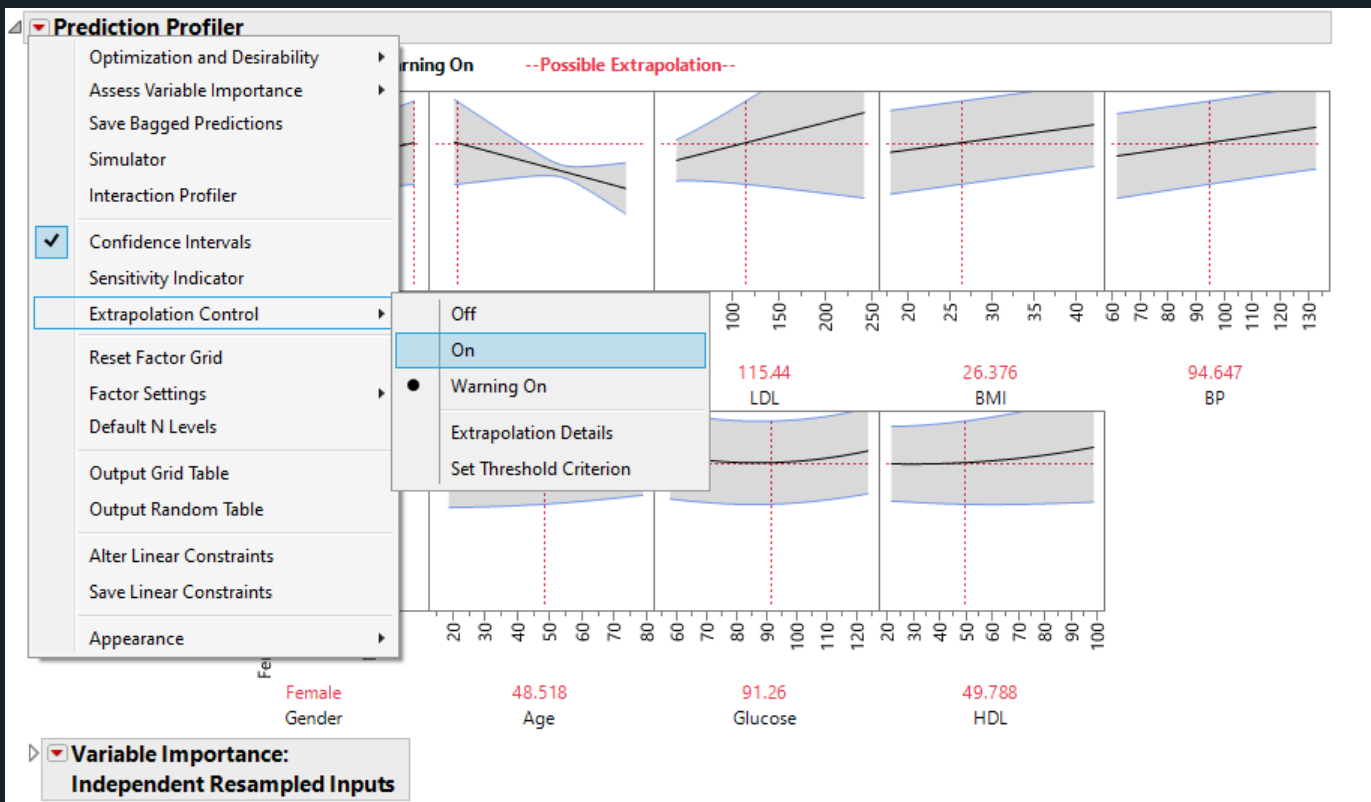 Prediction Profiler
Optimization and Desirability
rning On --Possible Extrapolation--
Assess Variable Importance
Save Bagged Predictions
Simulator
Interaction Profiler
Confidence Intervals
Sensitivity Indicator
Extrapolation Control
Reset Factor Grid
Factor Settings
Default N Levels
Output Grid Table
Output Random Table
Alter Linear Constraints
Save Linear Constraints
Appearance
Off
On
Warning On
Extrapolation Details
Set Threshold Criterion
100 150 200 250 20 25 30 35 40 60 70 80 90 100 110 120 130
115.44 26.376 94.647
LDL BMI BP
20 30 40 50 60 70 80 60 70 80 90 100 110 120 20 30 40 50 60 70 80 90 100
Fe
Female 48.518 91.26 49.788
Gender Age Glucose HDL
Variable Importance:
Independent Resampled Inputs